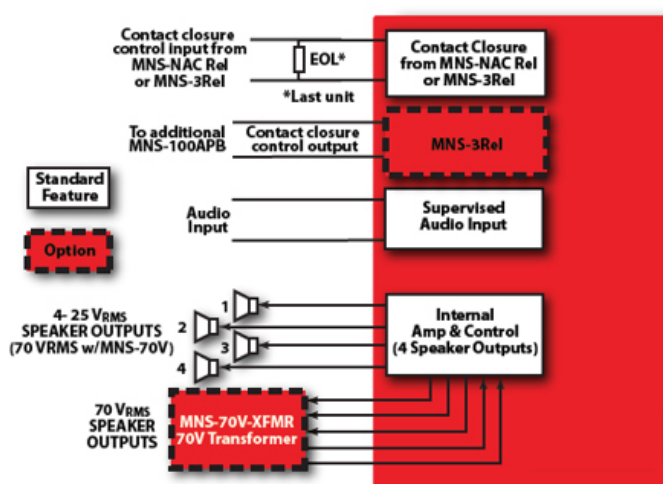 Contact closure
control input from
MNS-NAC Rel
or MNS-3Rel
EOL*
*Last unit
Contact Closure
from MNS-NAC Rel
or MNS-3Rel
To additional
MNS-100APB
Contact closure
control output
MNS-3Rel
Standard
Feature
Option
Audio
Input
Supervised
Audio Input
4- 25 VRMS
SPEAKER OUTPUTS
(70 VRMS w/MNS-70V)
1
2
3
4
Internal
Amp & Control
(4 Speaker Outputs)
70 VRMS
SPEAKER
OUTPUTS
MNS-70V-XFMR
70V Transformer